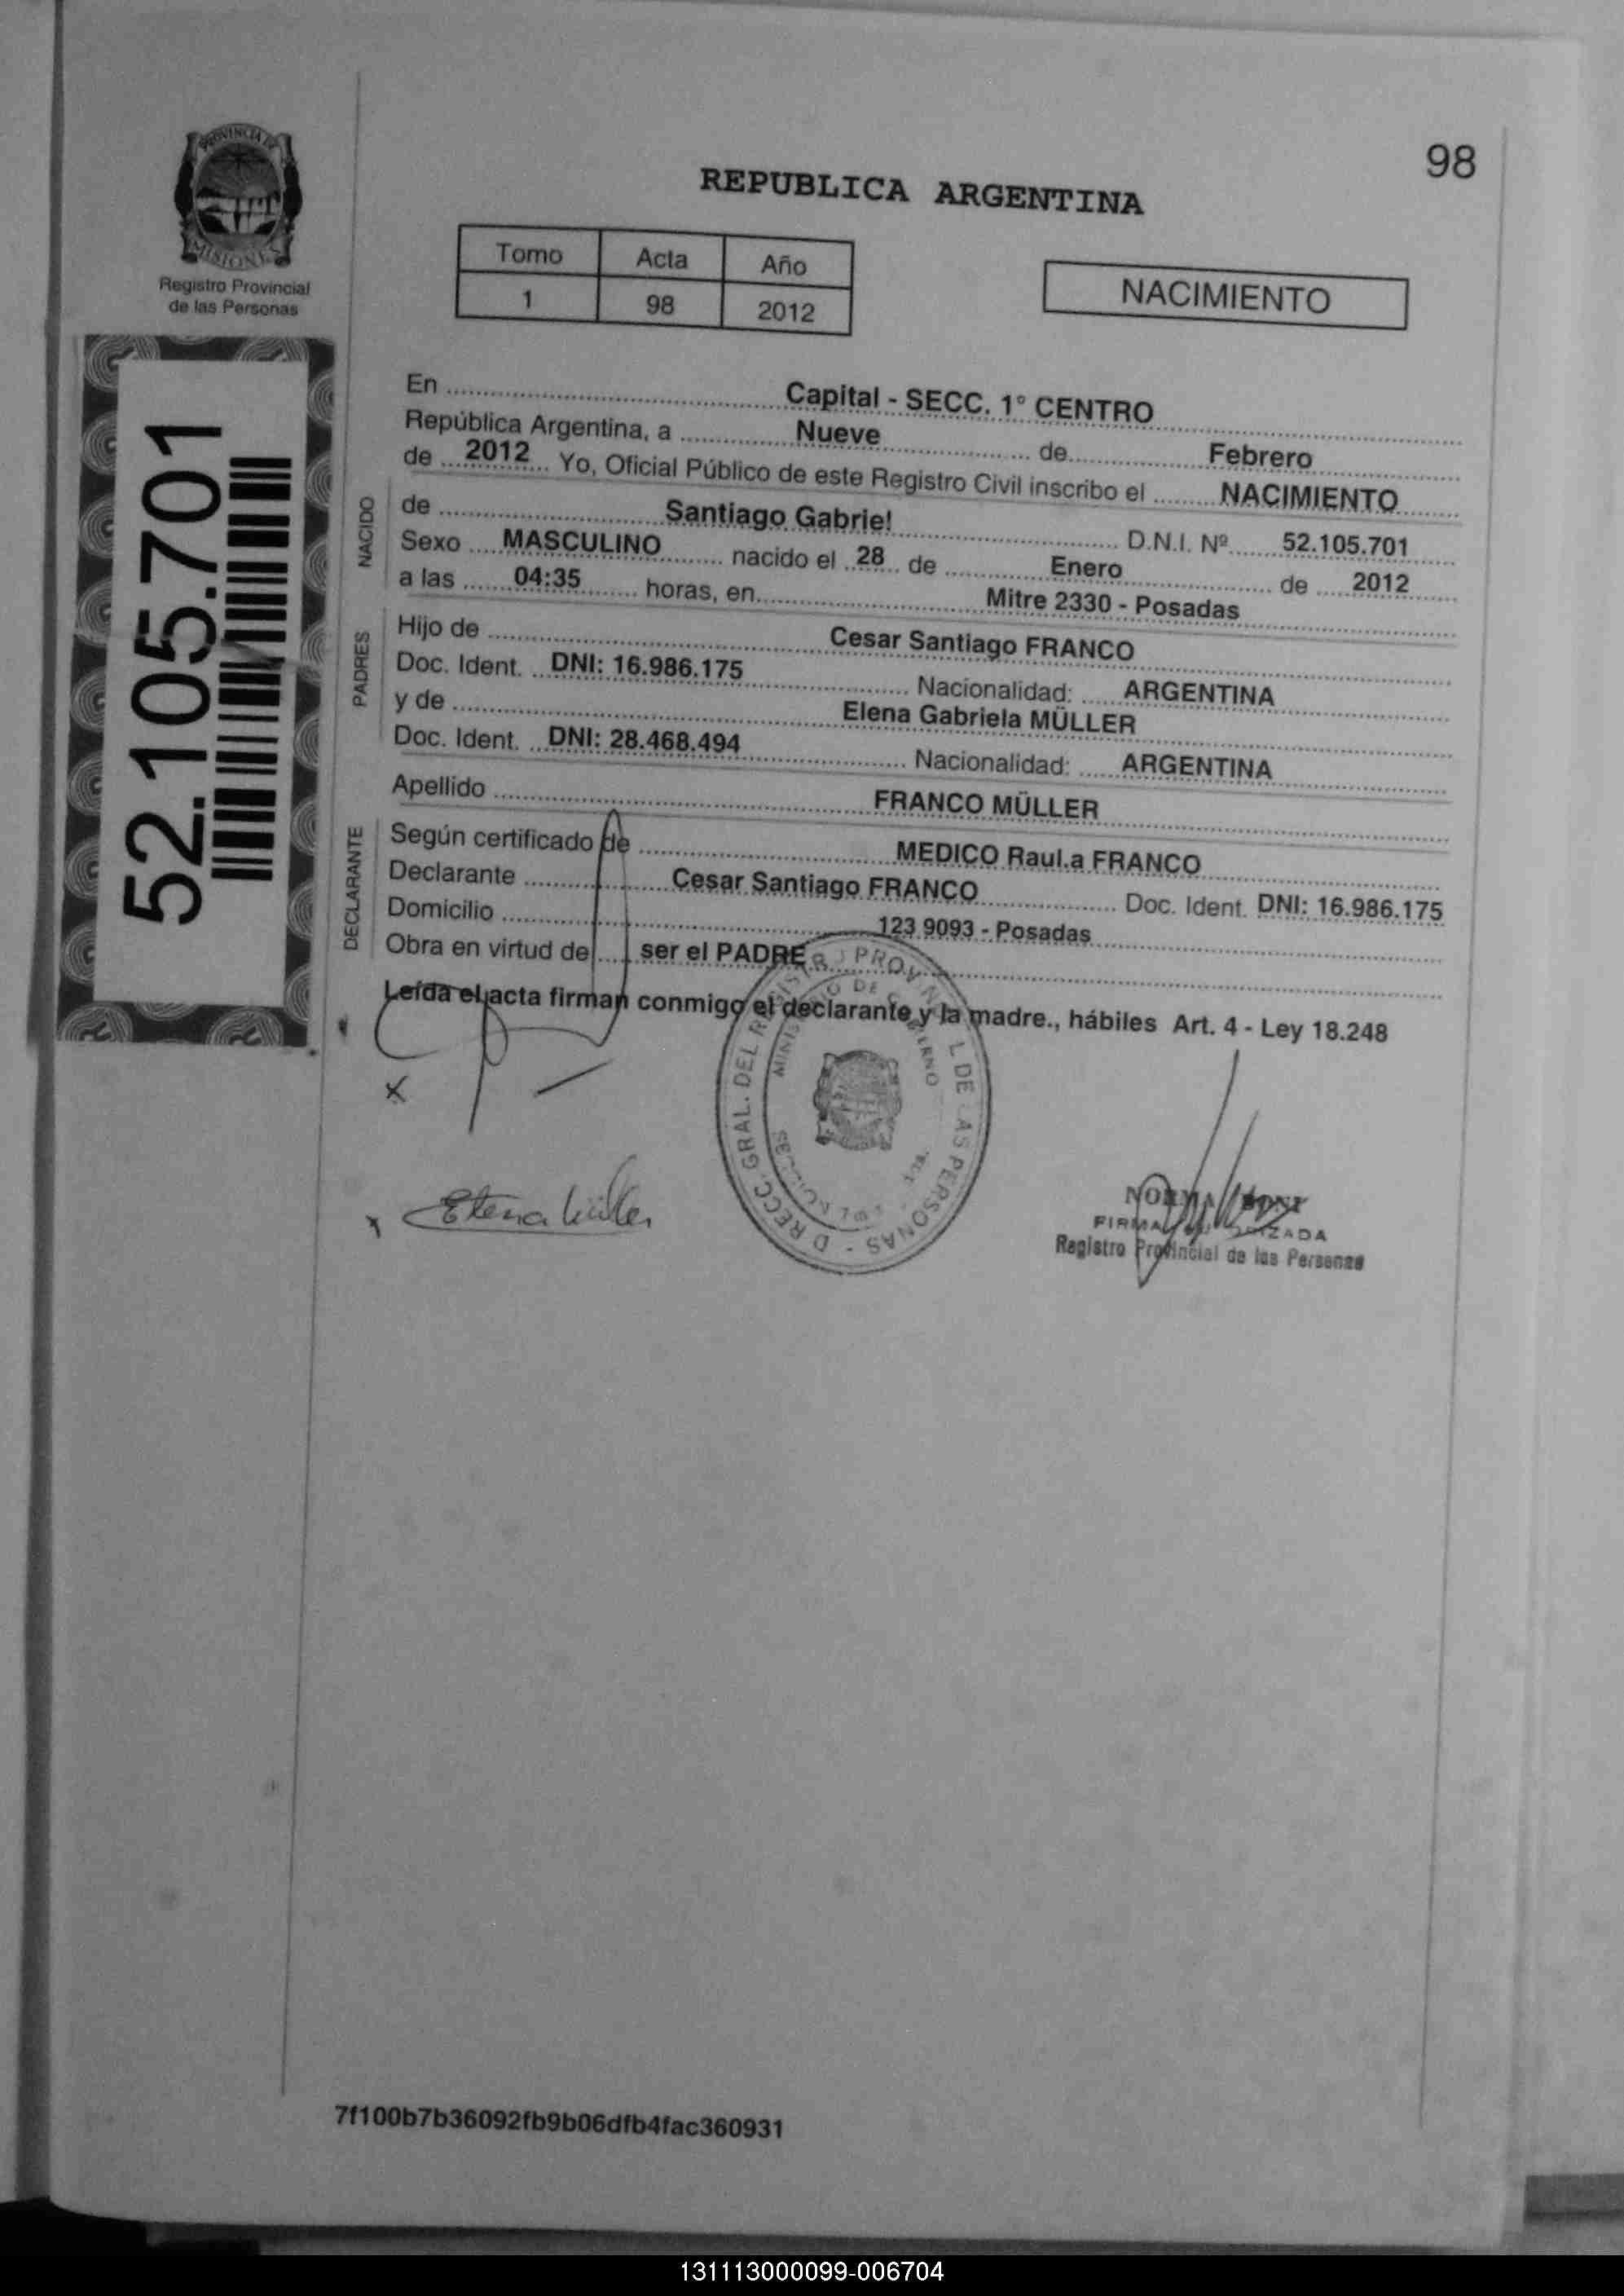 98
PROVINCIA DE
MISIONES
Registro Provincial
de las Personas
REPUBLICA ARGENTINA
Tomo Acta Año
1 98 2012
NACIMIENTO
52.105.701
En Capital - SECC. 1° CENTRO
República Argentina, a Nueve de Febrero
de 2012 Yo, Oficial Público de este Registro Civil inscribo el NACIMIENTO
NACIDO
de Santiago Gabriel D.N.I. Nº 52.105.701
Sexo MASCULINO nacido el 28 de Enero de 2012
a las 04:35 horas, en Mitre 2330 - Posadas
PADRES
Hijo de Cesar Santiago FRANCO
Doc. Ident. DNI: 16.986.175 Nacionalidad: ARGENTINA
y de Elena Gabriela MÜLLER
Doc. Ident. DNI: 28.468.494 Nacionalidad: ARGENTINA
Apellido FRANCO MÜLLER
DECLARANTE
Según certificado de MEDICO Raul.a FRANCO
Declarante Cesar Santiago FRANCO Doc. Ident. DNI: 16.986.175
Domicilio 123 9093 - Posadas
Obra en virtud de ser el PADRE
Leída el acta firman conmigo el declarante y la madre., hábiles Art. 4 - Ley 18.248
Elena Müller
NORMA
FIRMA
Registro Provincial de las Personas
7f100b7b36092fb9b06dfb4fac360931
131113000099-006704